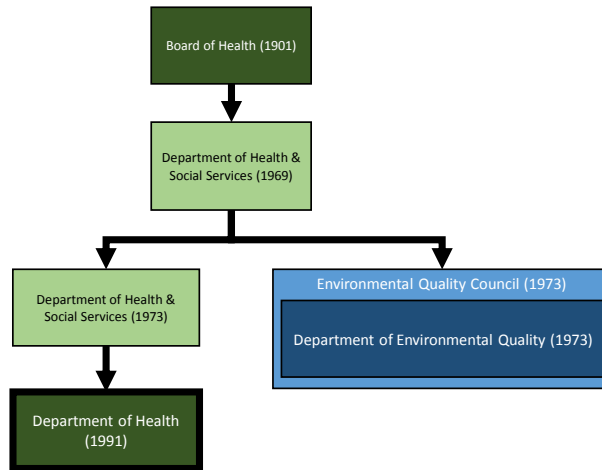 Board of Health (1901)
Department of Health &
Social Services (1969)
Department of Health &
Social Services (1973)
Environmental Quality Council (1973)
Department of Environmental Quality (1973)
Department of Health
(1991)